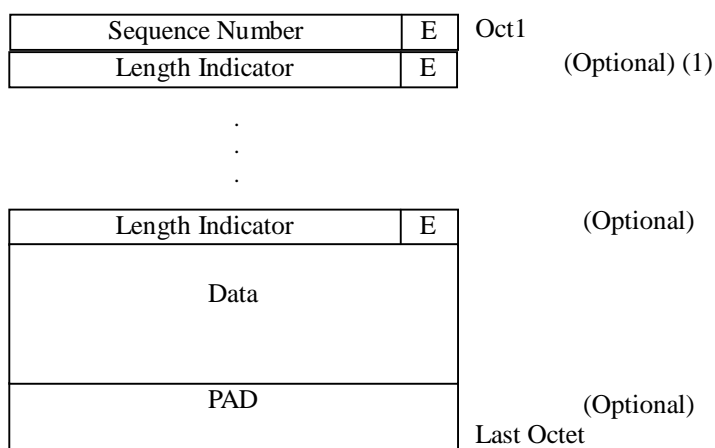 Sequence Number E Oct1
Length Indicator E (Optional) (1)
.
.
.
Length Indicator E (Optional)
Data
PAD (Optional)
Last Octet